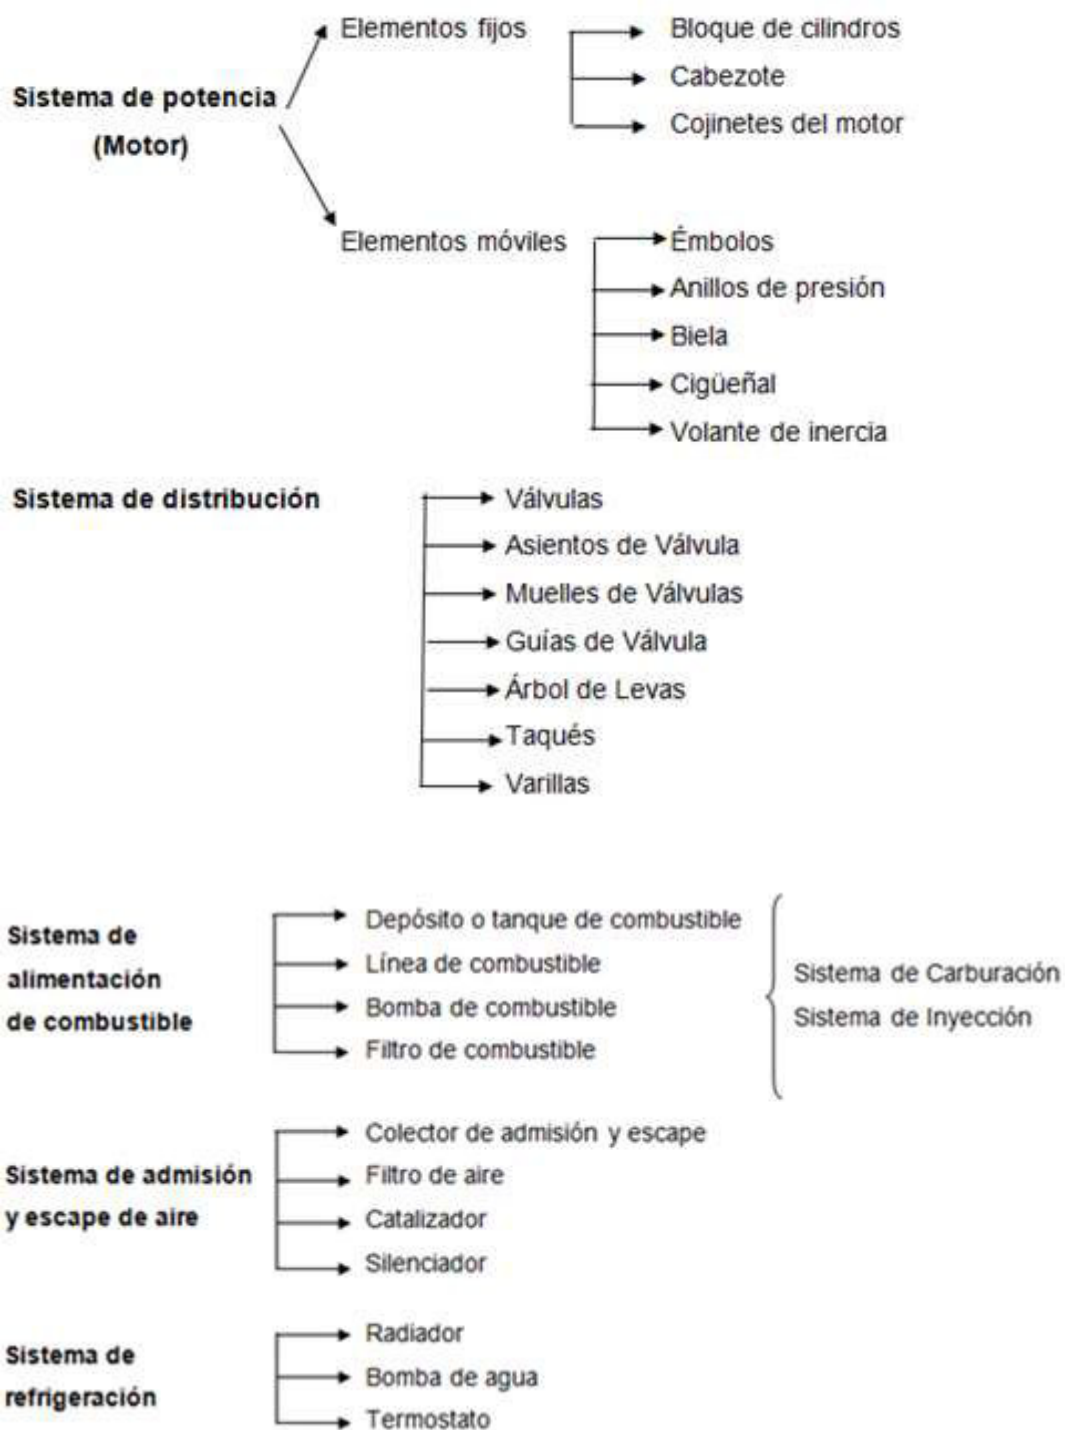 Elementos fijos
Bloque de cilindros
Sistema de potencia
Cabezote
Cojinetes del motor
(Motor)
Elementos móviles
Émbolos
Anillos de presión
Biela
Cigüeñal
Volante de inercia
Sistema de distribución
Válvulas
Asientos de Válvula
Muelles de Válvulas
Guías de Válvula
Árbol de Levas
Taqués
Varillas
Sistema de
alimentación
de combustible
Depósito o tanque de combustible
Línea de combustible
Bomba de combustible
Filtro de combustible
Sistema de Carburación
Sistema de Inyección
Sistema de admisión
y escape de aire
Colector de admisión y escape
Filtro de aire
Catalizador
Silenciador
Sistema de
refrigeración
Radiador
Bomba de agua
Termostato